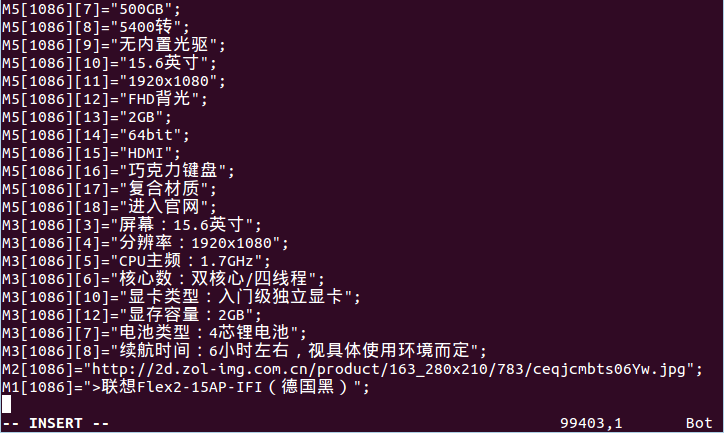 M5[1086][7]="500GB";
M5[1086][8]="5400转";
M5[1086][9]="无内置光驱";
M5[1086][10]="15.6英寸";
M5[1086][11]="1920x1080";
M5[1086][12]="FHD背光";
M5[1086][13]="2GB";
M5[1086][14]="64bit";
M5[1086][15]="HDMI";
M5[1086][16]="巧克力键盘";
M5[1086][17]="复合材质";
M5[1086][18]="进入官网";
M3[1086][3]="屏幕：15.6英寸";
M3[1086][4]="分辨率：1920x1080";
M3[1086][5]="CPU主频：1.7GHz";
M3[1086][6]="核心数：双核心/四线程";
M3[1086][10]="显卡类型：入门级独立显卡";
M3[1086][12]="显存容量：2GB";
M3[1086][7]="电池类型：4芯锂电池";
M3[1086][8]="续航时间：6小时左右，视具体使用环境而定";
M2[1086]="http://2d.zol-img.com.cn/product/163_280x210/783/ceqjcmbts06Yw.jpg";
M1[1086]=">联想Flex2-15AP-IFI（德国黑）";
-- INSERT -- 99403,1 Bot